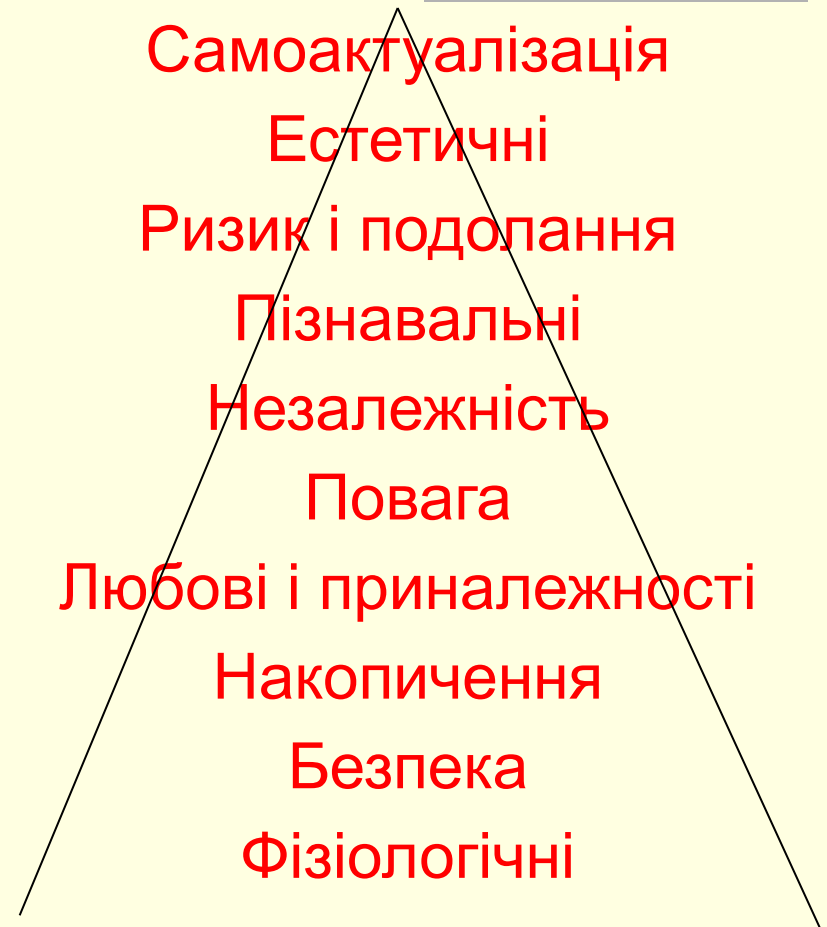 Самоактуалізація
Естетичні
Ризик і подолання
Пізнавальні
Незалежність
Повага
Любові і приналежності
Накопичення
Безпека
Фізіологічні